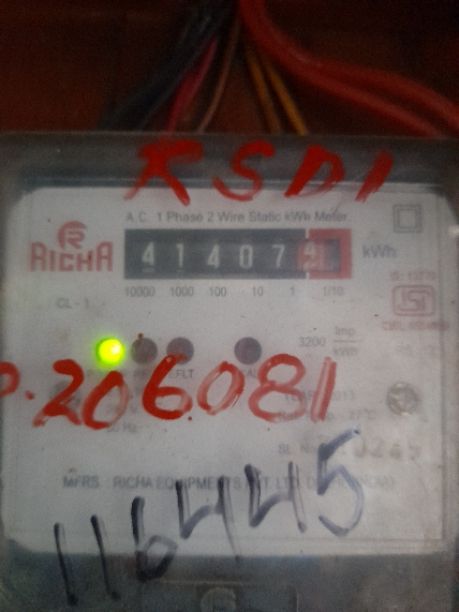 RSDI
A.C. 1 Phase 2 Wire Static kWh Meter.
RICHA
41407
kWh
10000 1000 100 10 1 1/10
CL - 1
3200 Imp
kWh
206081
MFRS. : RICHA EQUIPMENTS PVT. LTD.
1164445